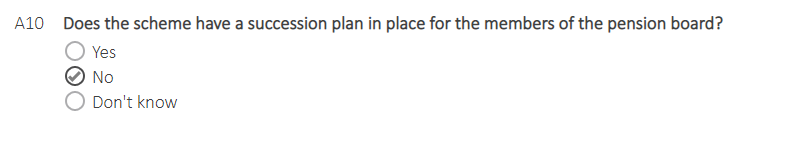 A10 Does the scheme have a succession plan in place for the members of the pension board?
Yes
No
Don't know